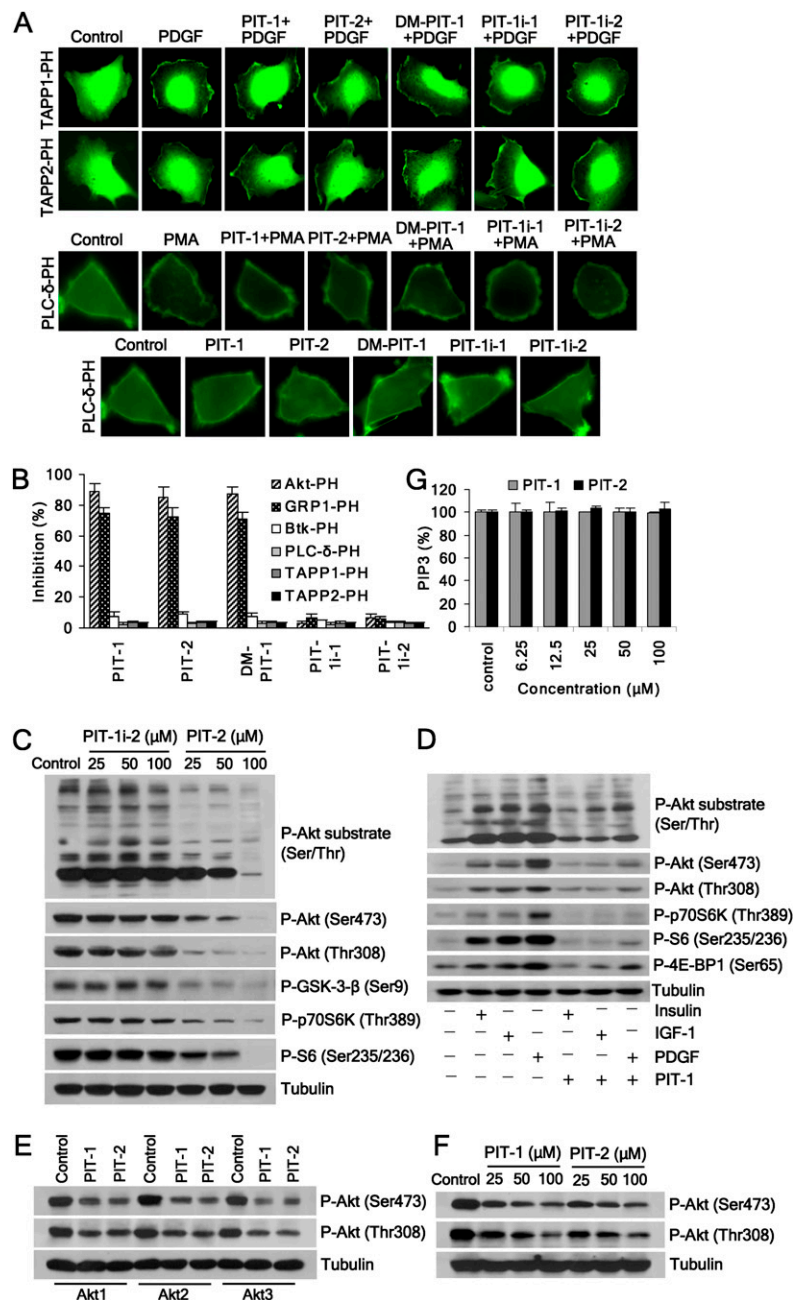 A
Control PDGF PIT-1+ PDGF PIT-2+ PDGF DM-PIT-1 +PDGF PIT-1i-1 +PDGF PIT-1i-2 +PDGF
TAPP1-PH
TAPP2-PH
Control PMA PIT-1+PMA PIT-2+PMA DM-PIT-1 +PMA PIT-1i-1 +PMA PIT-1i-2 +PMA
PLC-δ-PH
Control PIT-1 PIT-2 DM-PIT-1 PIT-1i-1 PIT-1i-2
PLC-δ-PH
B
Inhibition (%)
100
80
60
40
20
0
Akt-PH
GRP1-PH
Btk-PH
PLC-δ-PH
TAPP1-PH
TAPP2-PH
PIT-1
PIT-2
DM-PIT-1
PIT-1i-1
PIT-1i-2
G
PIT-1 PIT-2
PIP3 (%)
120
100
80
60
40
20
0
control 6.25 12.5 25 50 100
Concentration (μM)
C
PIT-1i-2 (μM) PIT-2 (μM)
Control 25 50 100 25 50 100
P-Akt substrate
(Ser/Thr)
P-Akt (Ser473)
P-Akt (Thr308)
P-GSK-3-β (Ser9)
P-p70S6K (Thr389)
P-S6 (Ser235/236)
Tubulin
D
P-Akt substrate
(Ser/Thr)
P-Akt (Ser473)
P-Akt (Thr308)
P-p70S6K (Thr389)
P-S6 (Ser235/236)
P-4E-BP1 (Ser65)
Tubulin
− + − − + − − Insulin
− − + − − + − IGF-1
− − − + − − + PDGF
− − − − + + + PIT-1
E
Control PIT-1 PIT-2 Control PIT-1 PIT-2 Control PIT-1 PIT-2
P-Akt (Ser473)
P-Akt (Thr308)
Tubulin
Akt1 Akt2 Akt3
F
PIT-1 (μM) PIT-2 (μM)
Control 25 50 100 25 50 100
P-Akt (Ser473)
P-Akt (Thr308)
Tubulin